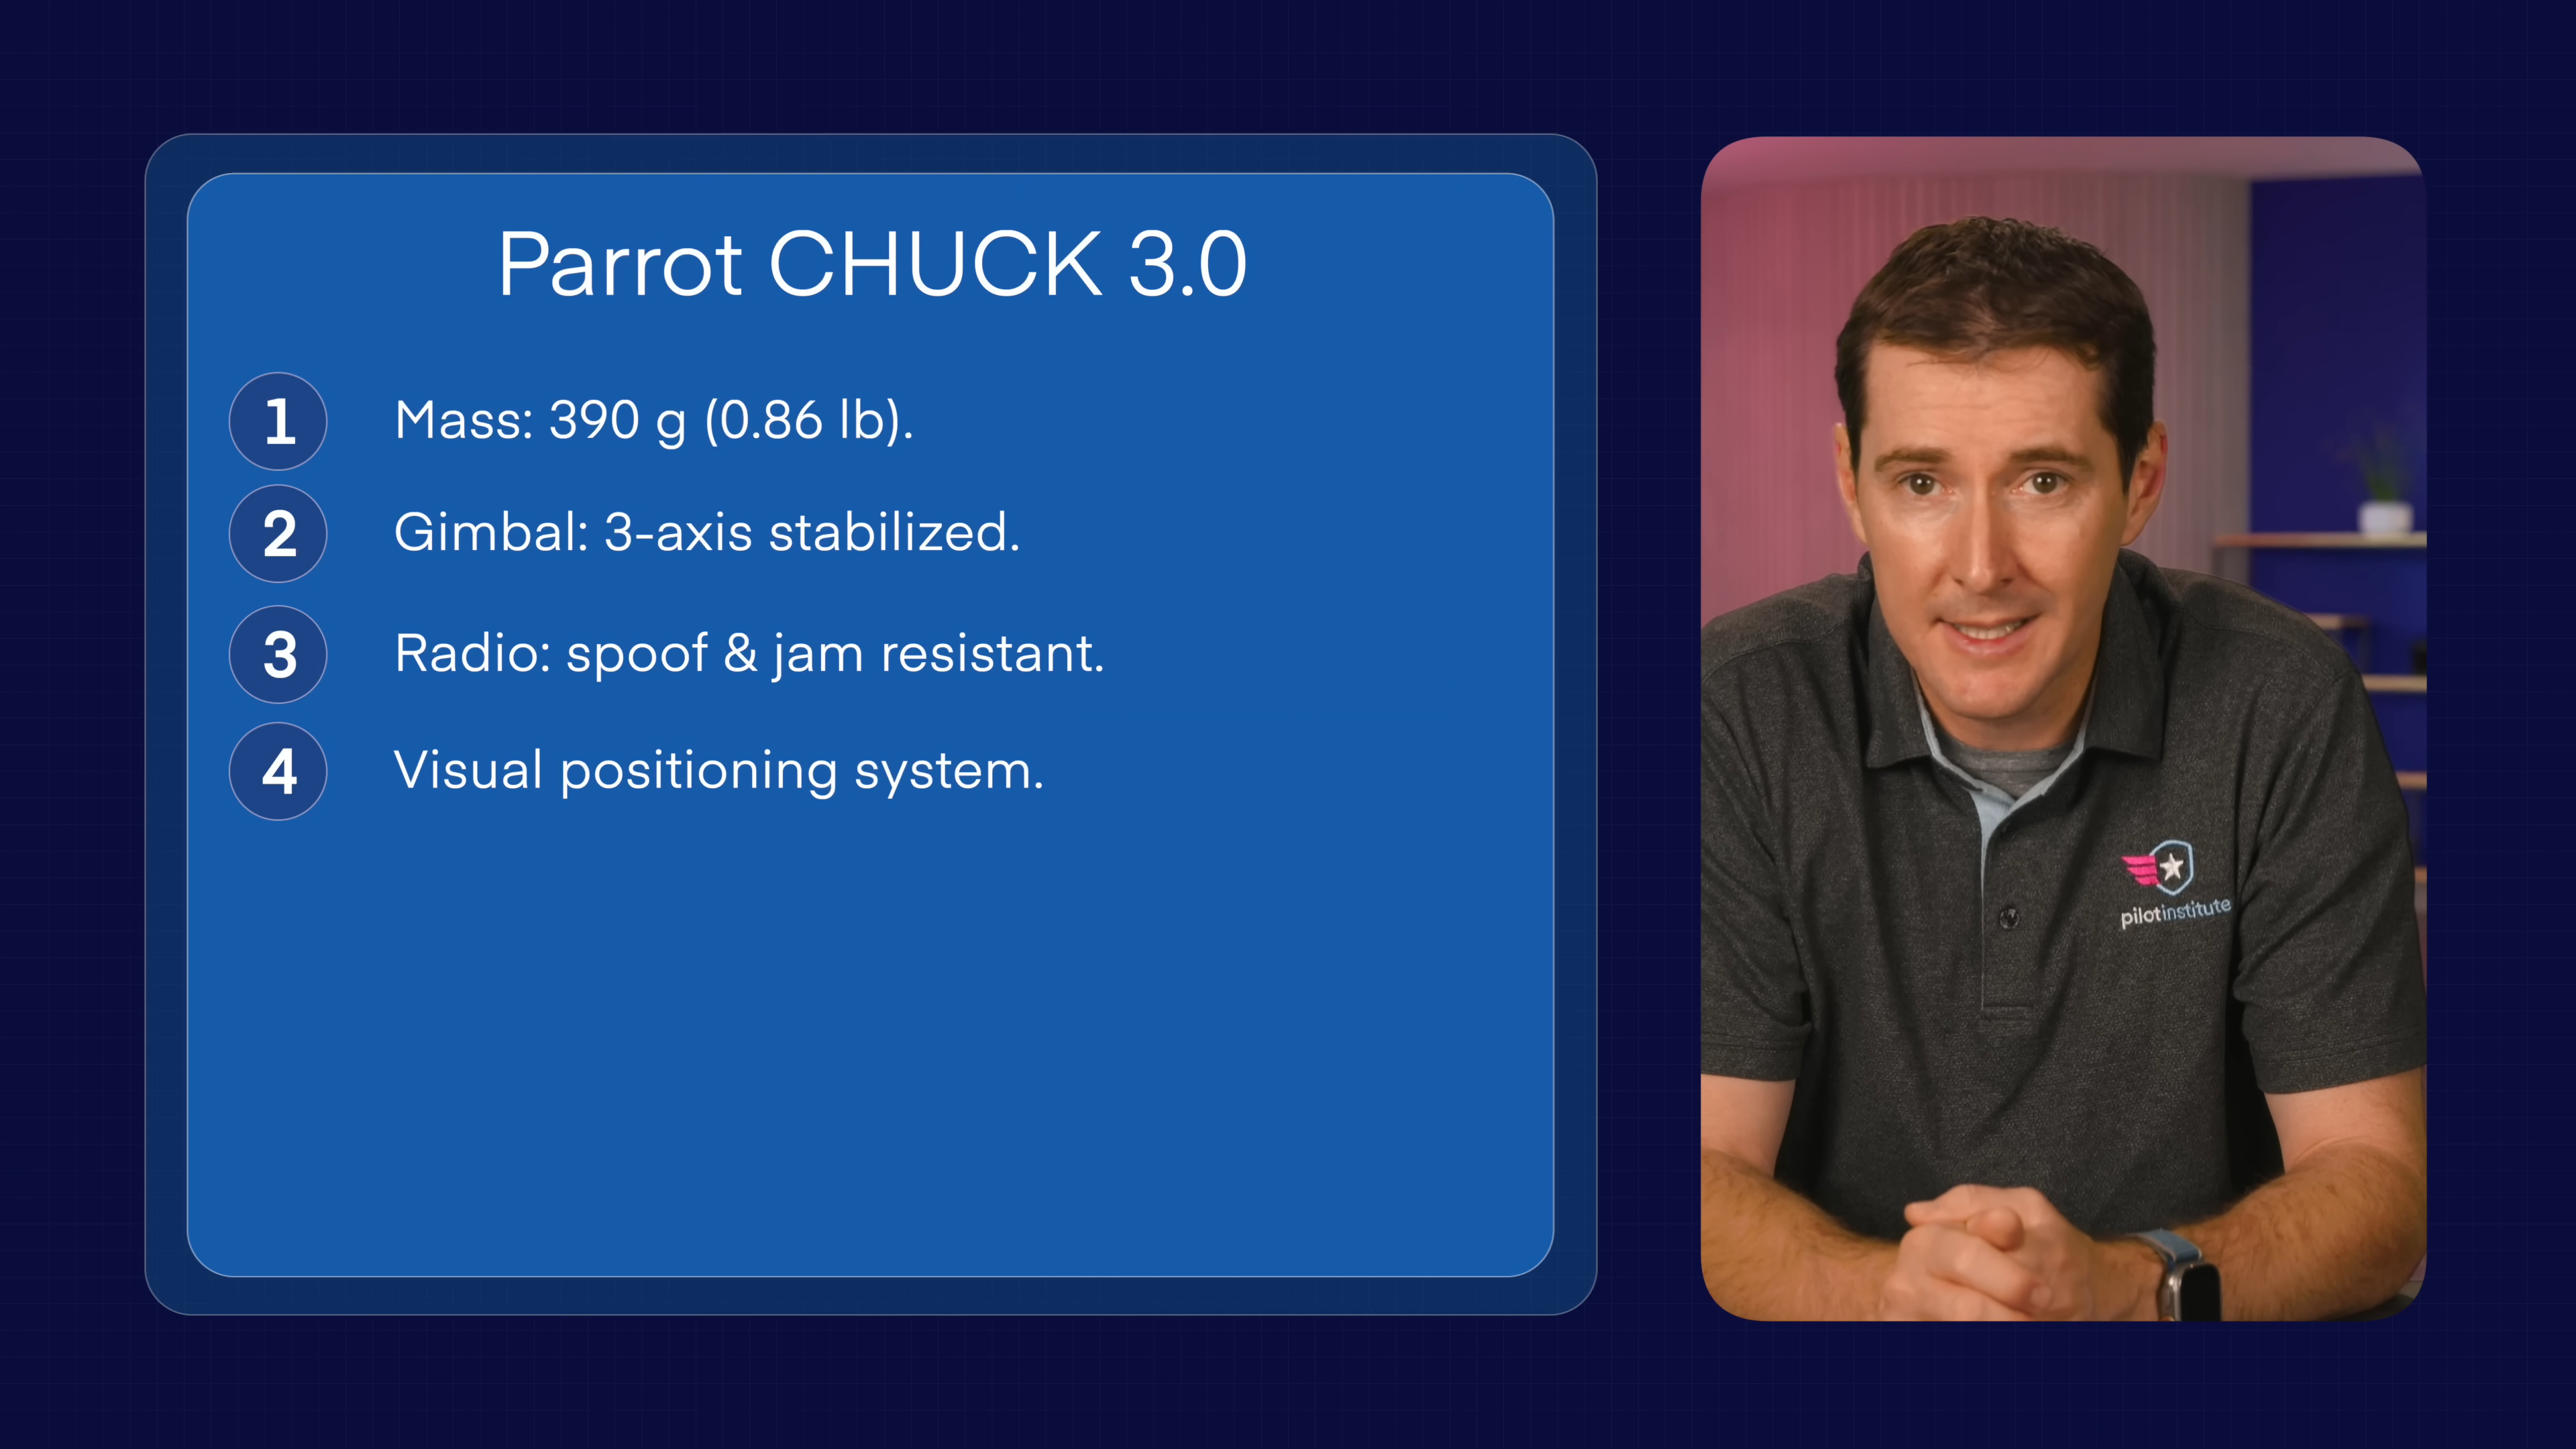 Parrot CHUCK 3.0
1 Mass: 390 g (0.86 lb).
2 Gimbal: 3-axis stabilized.
3 Radio: spoof & jam resistant.
4 Visual positioning system.
pilotinstitute